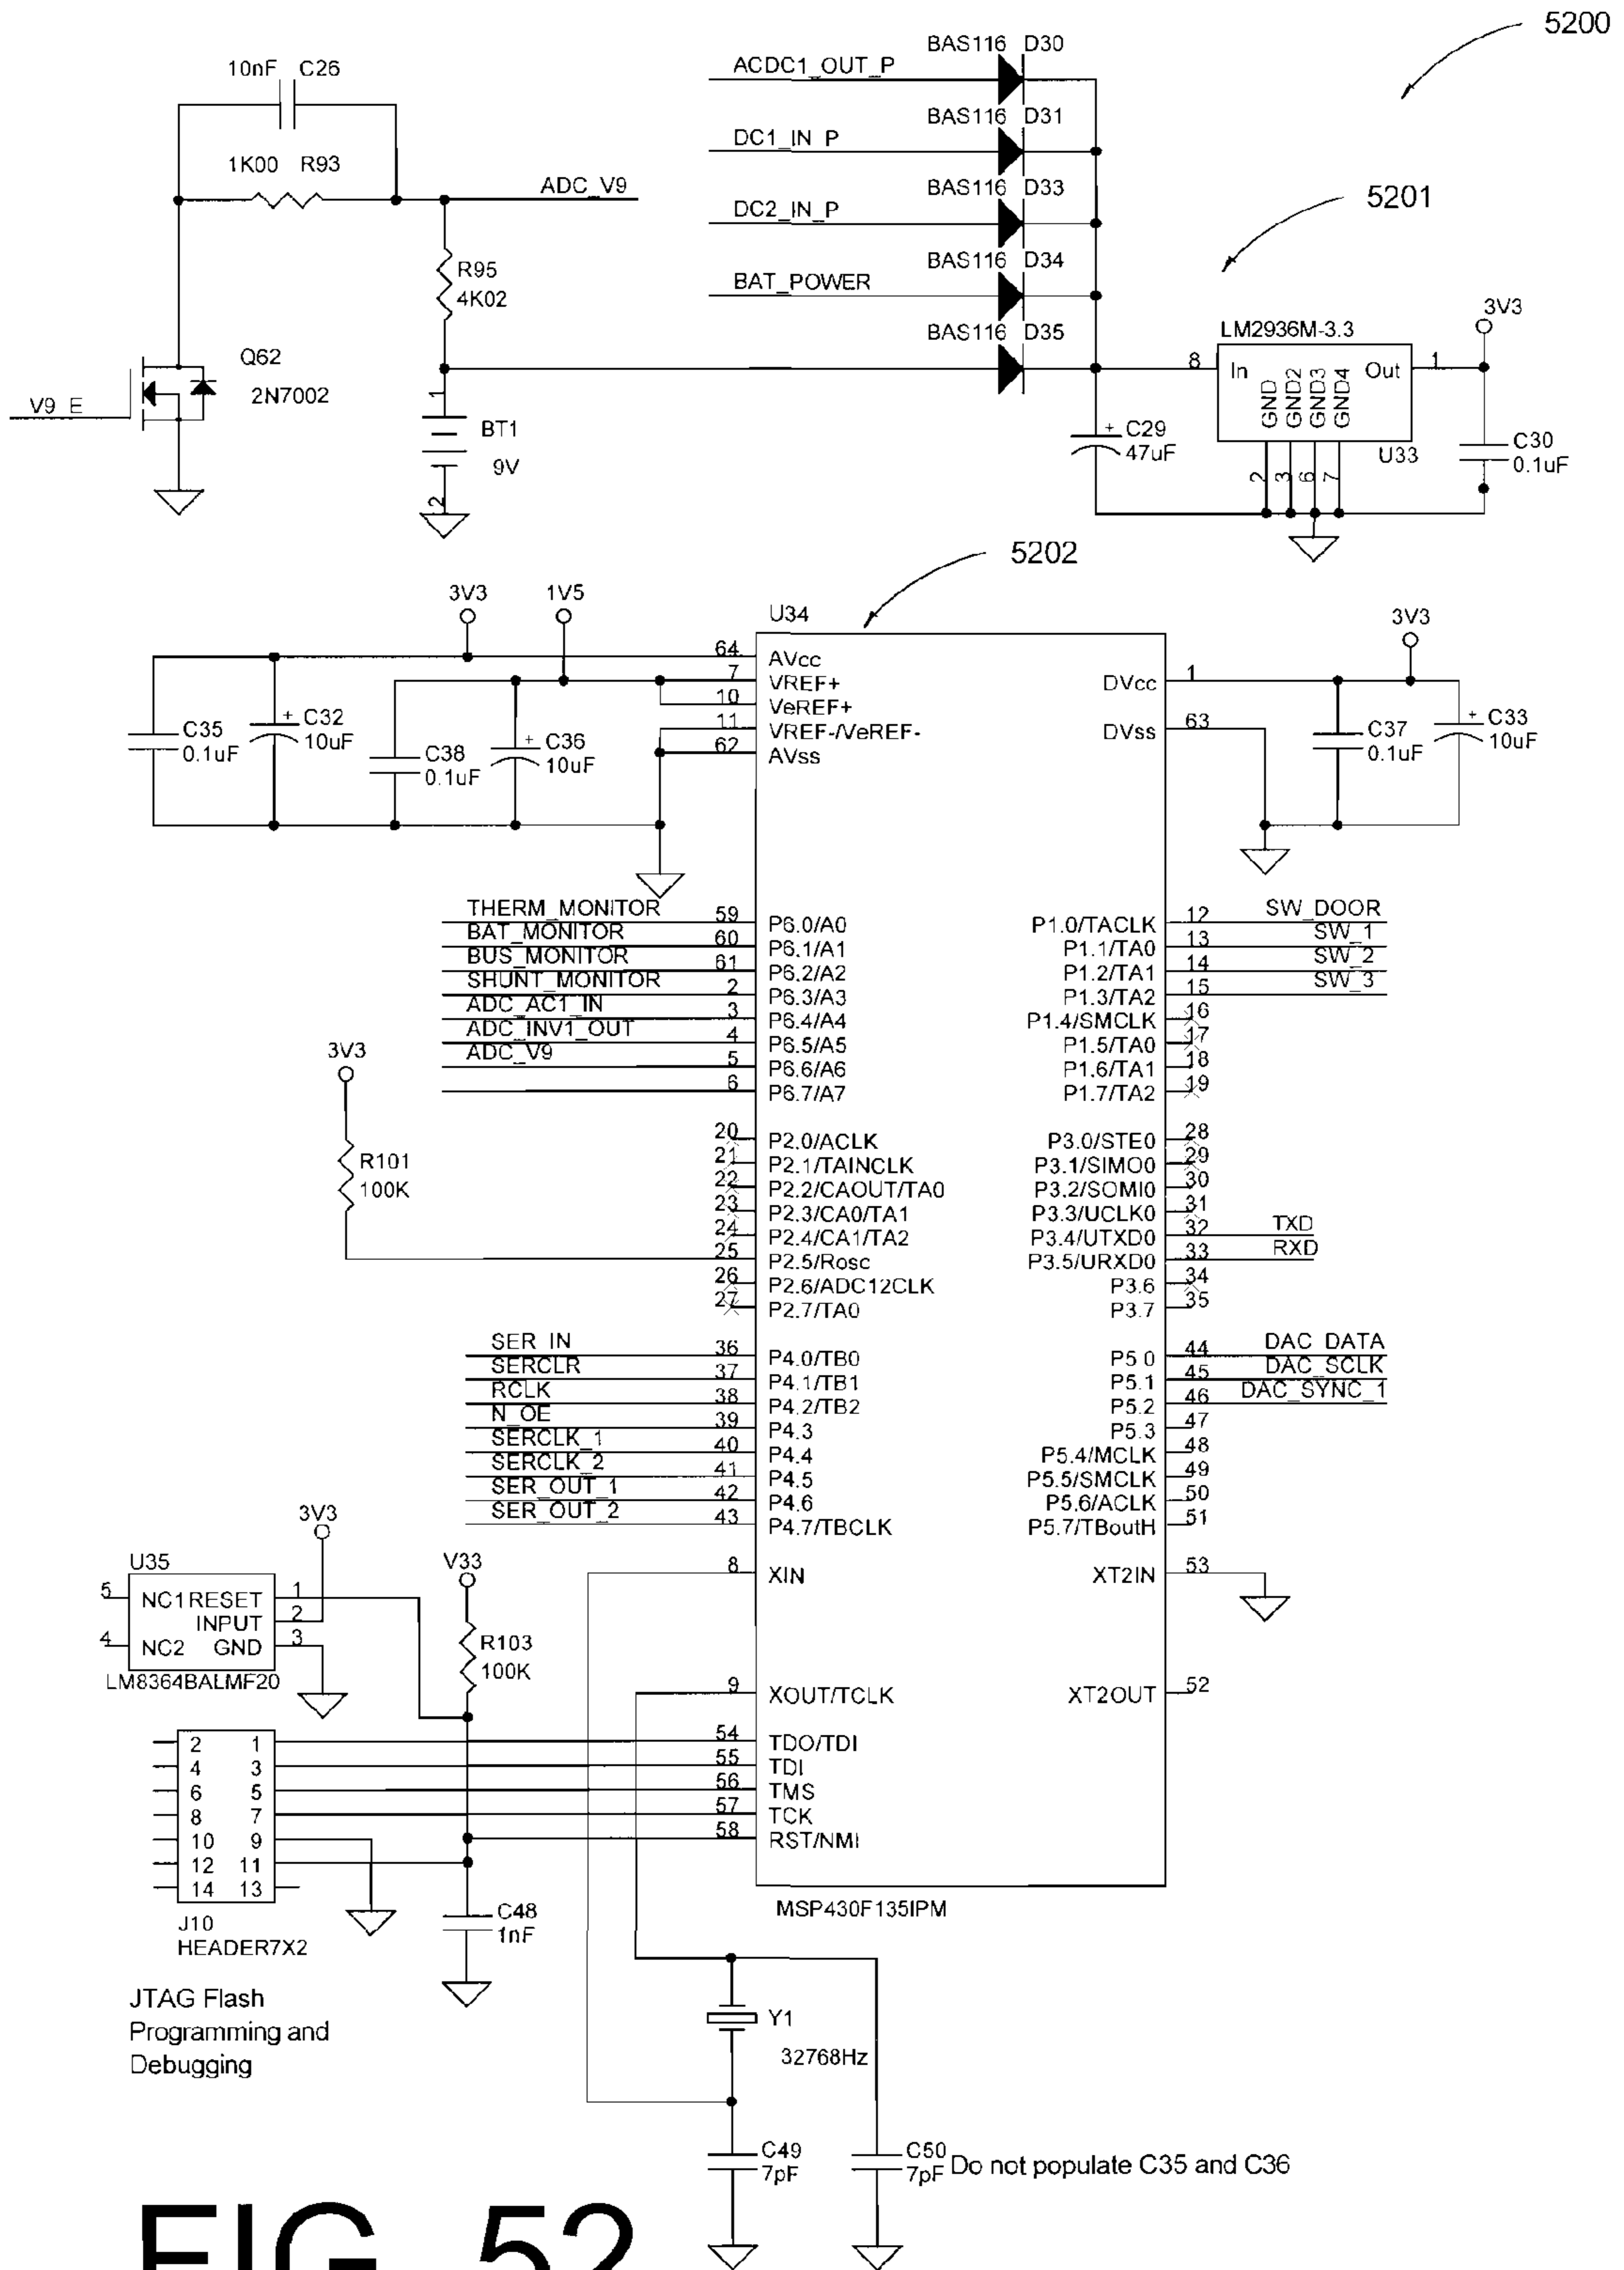 5200
BAS116 D30
ACDC1_OUT_P
10nF C26
BAS116 D31
DC1_IN_P
1K00 R93
ADC_V9
BAS116 D33
DC2_IN_P
5201
BAS116 D34
BAT_POWER
R95
4K02
BAS116 D35
LM2936M-3.3
3V3
8 In Out 1
GND GND2 GND3 GND4
2 3 6 7
U33
Q62
2N7002
V9_E
1
BT1
9V
2
+ C29
47uF
C30
0.1uF
5202
3V3
1V5
U34
3V3
64 AVcc
7 VREF+
10 VeREF+
11 VREF-/VeREF-
62 AVss
DVcc 1
DVss 63
C35
0.1uF
+ C32
10uF
C38
0.1uF
+ C36
10uF
C37
0.1uF
+ C33
10uF
THERM_MONITOR 59 P6.0/A0
BAT_MONITOR 60 P6.1/A1
BUS_MONITOR 61 P6.2/A2
SHUNT_MONITOR 2 P6.3/A3
ADC_AC1_IN 3 P6.4/A4
ADC_INV1_OUT 4 P6.5/A5
ADC_V9 5 P6.6/A6
6 P6.7/A7
P1.0/TACLK 12 SW_DOOR
P1.1/TA0 13 SW_1
P1.2/TA1 14 SW_2
P1.3/TA2 15 SW_3
P1.4/SMCLK 16
P1.5/TA0 17
P1.6/TA1 18
P1.7/TA2 19
3V3
R101
100K
20 P2.0/ACLK
21 P2.1/TAINCLK
22 P2.2/CAOUT/TA0
23 P2.3/CA0/TA1
24 P2.4/CA1/TA2
25 P2.5/Rosc
26 P2.6/ADC12CLK
27 P2.7/TA0
P3.0/STE0 28
P3.1/SIMO0 29
P3.2/SOMI0 30
P3.3/UCLK0 31
P3.4/UTXD0 32 TXD
P3.5/URXD0 33 RXD
P3.6 34
P3.7 35
SER_IN 36 P4.0/TB0
SERCLR 37 P4.1/TB1
RCLK 38 P4.2/TB2
N_OE 39 P4.3
SERCLK_1 40 P4.4
SERCLK_2 41 P4.5
SER_OUT_1 42 P4.6
SER_OUT_2 43 P4.7/TBCLK
P5.0 44 DAC_DATA
P5.1 45 DAC_SCLK
P5.2 46 DAC_SYNC_1
P5.3 47
P5.4/MCLK 48
P5.5/SMCLK 49
P5.6/ACLK 50
P5.7/TBoutH 51
3V3
U35
5 NC1 RESET 1
INPUT 2
4 NC2 GND 3
LM8364BALMF20
V33
R103
100K
8 XIN
XT2IN 53
9 XOUT/TCLK
XT2OUT 52
54 TDO/TDI
55 TDI
56 TMS
57 TCK
58 RST/NMI
2 1
4 3
6 5
8 7
10 9
12 11
14 13
J10
HEADER7X2
C48
1nF
MSP430F135IPM
JTAG Flash
Programming and
Debugging
Y1
32768Hz
C49
7pF
C50
7pF
Do not populate C35 and C36
FIG. 52